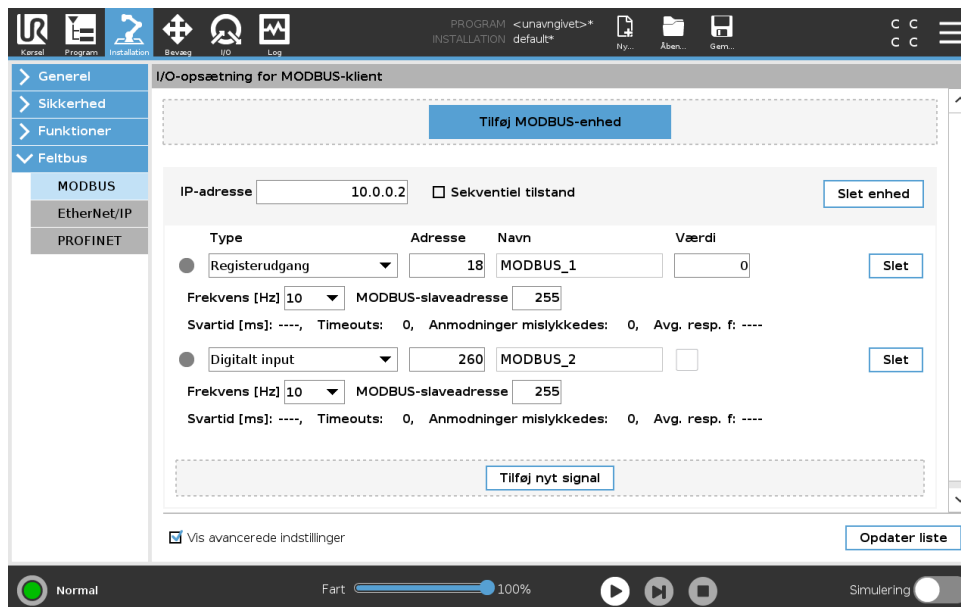 PROGRAM <unavngivet>*
INSTALLATION default*
UR
Kørsel Program Installation Bevæg I/O Log Ny... Åben... Gem...
C C
C C
Generel
Sikkerhed
Funktioner
Feltbus
MODBUS
EtherNet/IP
PROFINET
I/O-opsætning for MODBUS-klient
Tilføj MODBUS-enhed
IP-adresse 10.0.0.2 Sekventiel tilstand Slet enhed
Type Adresse Navn Værdi
Registerudgang 18 MODBUS_1 0 Slet
Frekvens [Hz] 10 MODBUS-slaveadresse 255
Svartid [ms]: ----, Timeouts: 0, Anmodninger mislykkedes: 0, Avg. resp. f: ----
Digitalt input 260 MODBUS_2 Slet
Frekvens [Hz] 10 MODBUS-slaveadresse 255
Svartid [ms]: ----, Timeouts: 0, Anmodninger mislykkedes: 0, Avg. resp. f: ----
Tilføj nyt signal
Vis avancerede indstillinger Opdater liste
Normal Fart 100% Simulering